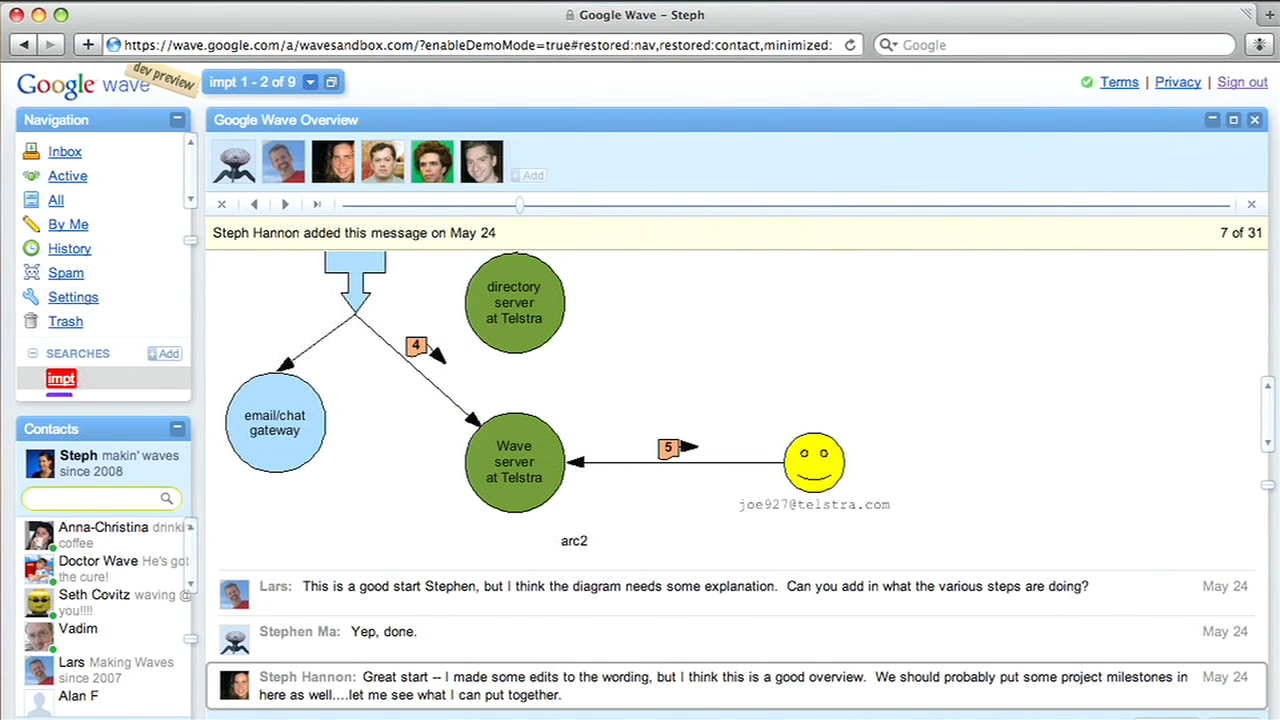 Google Wave – Steph
https://wave.google.com/a/wavesandbox.com/?enableDemoMode=true#restored:nav,restored:contact,minimized:
Google
Google wave
dev preview
impt 1 - 2 of 9
Terms | Privacy | Sign out
Navigation
Inbox
Active
All
By Me
History
Spam
Settings
Trash
SEARCHES
Add
impt
Contacts
Steph makin' waves
since 2008
Anna-Christina drinki
coffee
Doctor Wave He's got
the cure!
Seth Covitz waving @
you!!!!
Vadim
Lars Making Waves
since 2007
Alan F
Google Wave Overview
Add
Steph Hannon added this message on May 24
7 of 31
directory
server
at Telstra
4
email/chat
gateway
Wave
server
at Telstra
5
joe927@telstra.com
arc2
Lars: This is a good start Stephen, but I think the diagram needs some explanation. Can you add in what the various steps are doing?
May 24
Stephen Ma: Yep, done.
May 24
Steph Hannon: Great start -- I made some edits to the wording, but I think this is a good overview. We should probably put some project milestones in
May 24
here as well....let me see what I can put together.